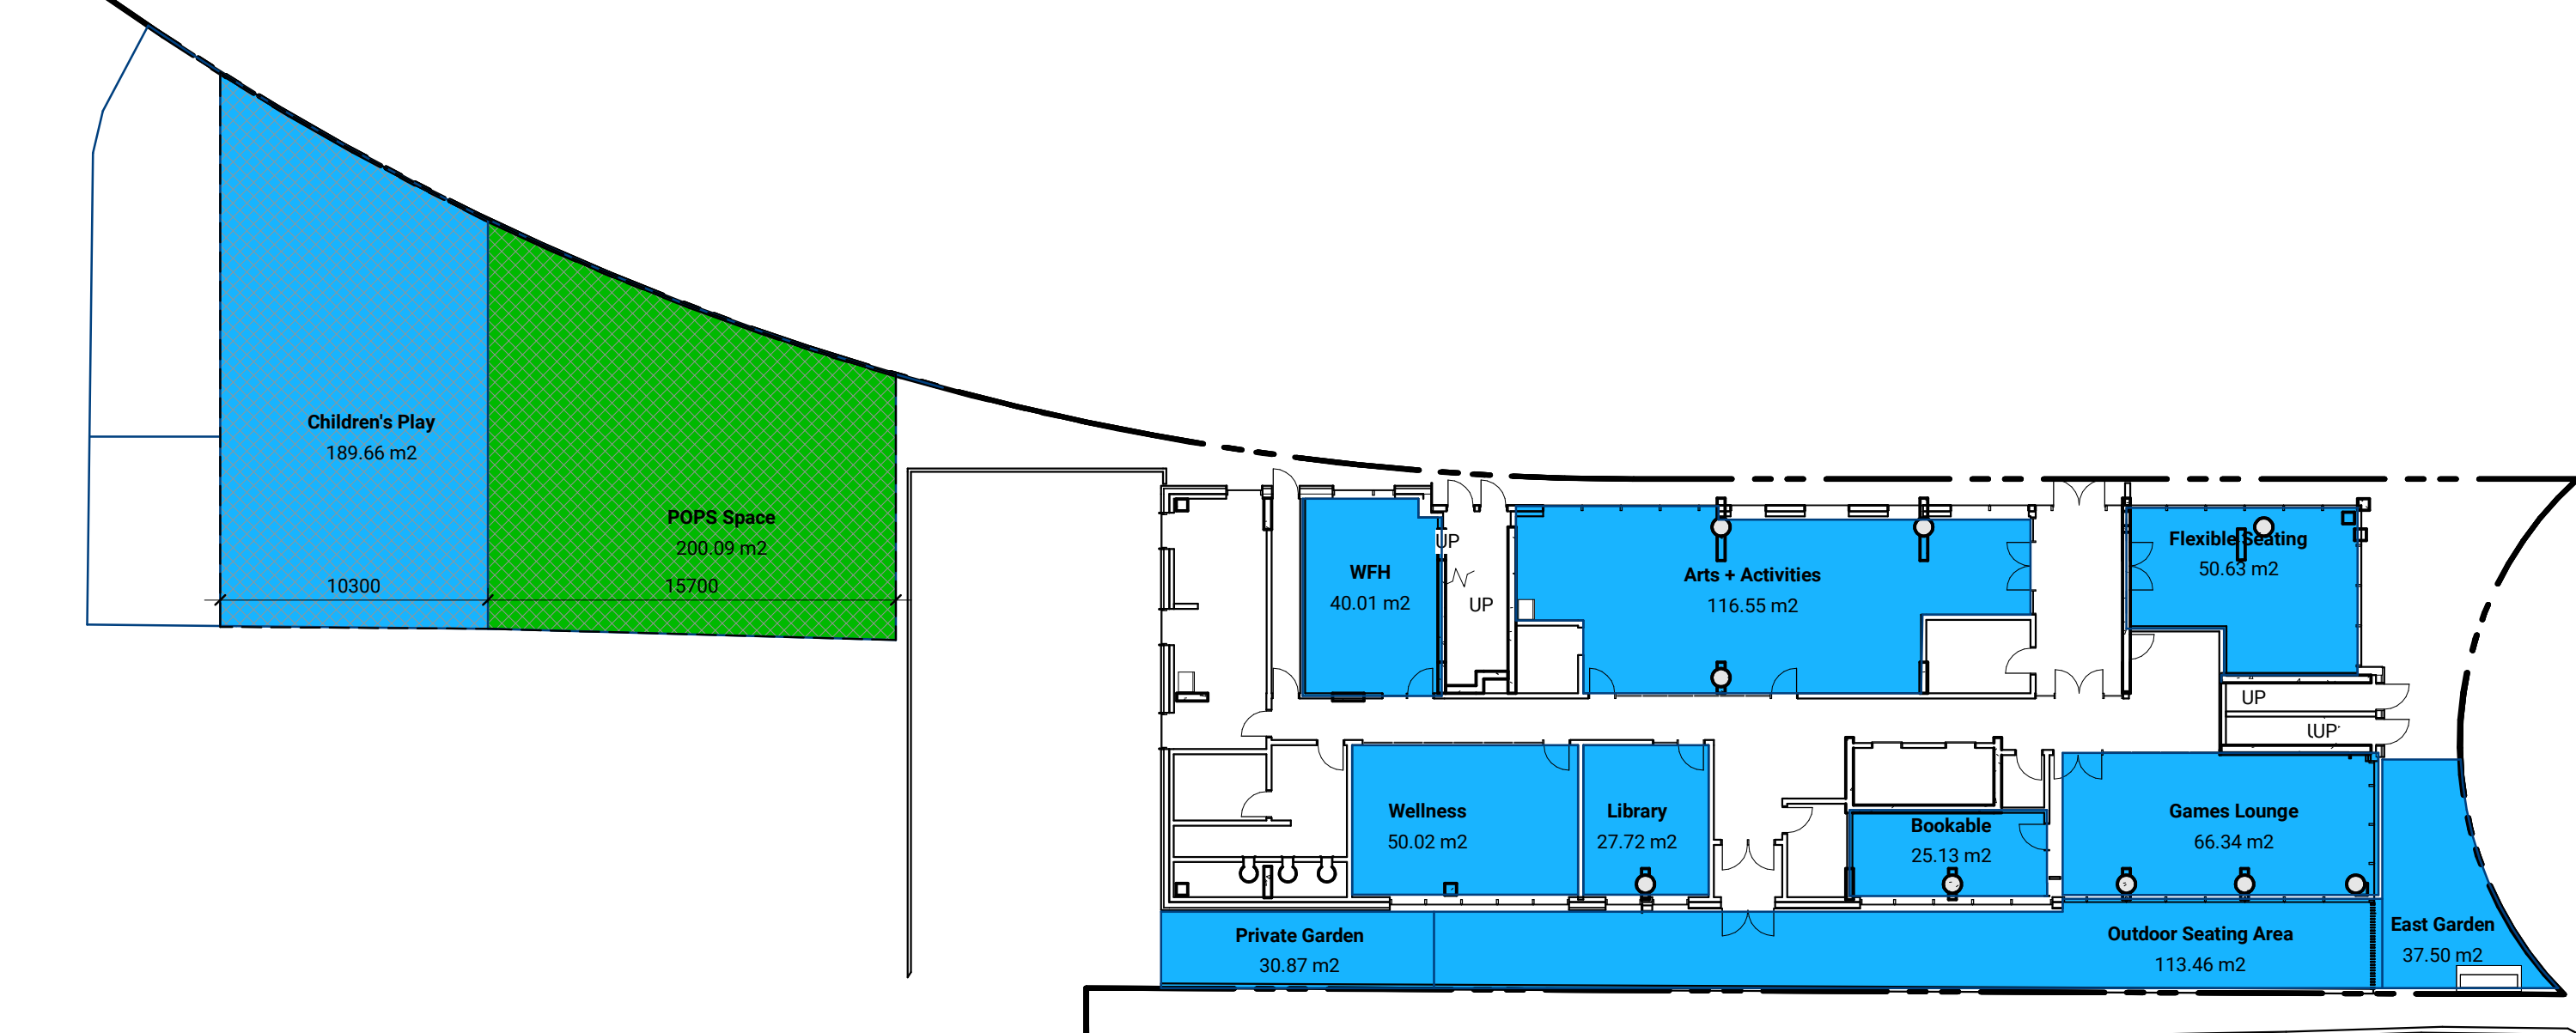 Children's Play
189.66 m2
POPS Space
200.09 m2
10300
15700
WFH
40.01 m2
UP
UP
Arts + Activities
116.55 m2
Flexible Seating
50.63 m2
UP
UP
Wellness
50.02 m2
Library
27.72 m2
Bookable
25.13 m2
Games Lounge
66.34 m2
Private Garden
30.87 m2
Outdoor Seating Area
113.46 m2
East Garden
37.50 m2